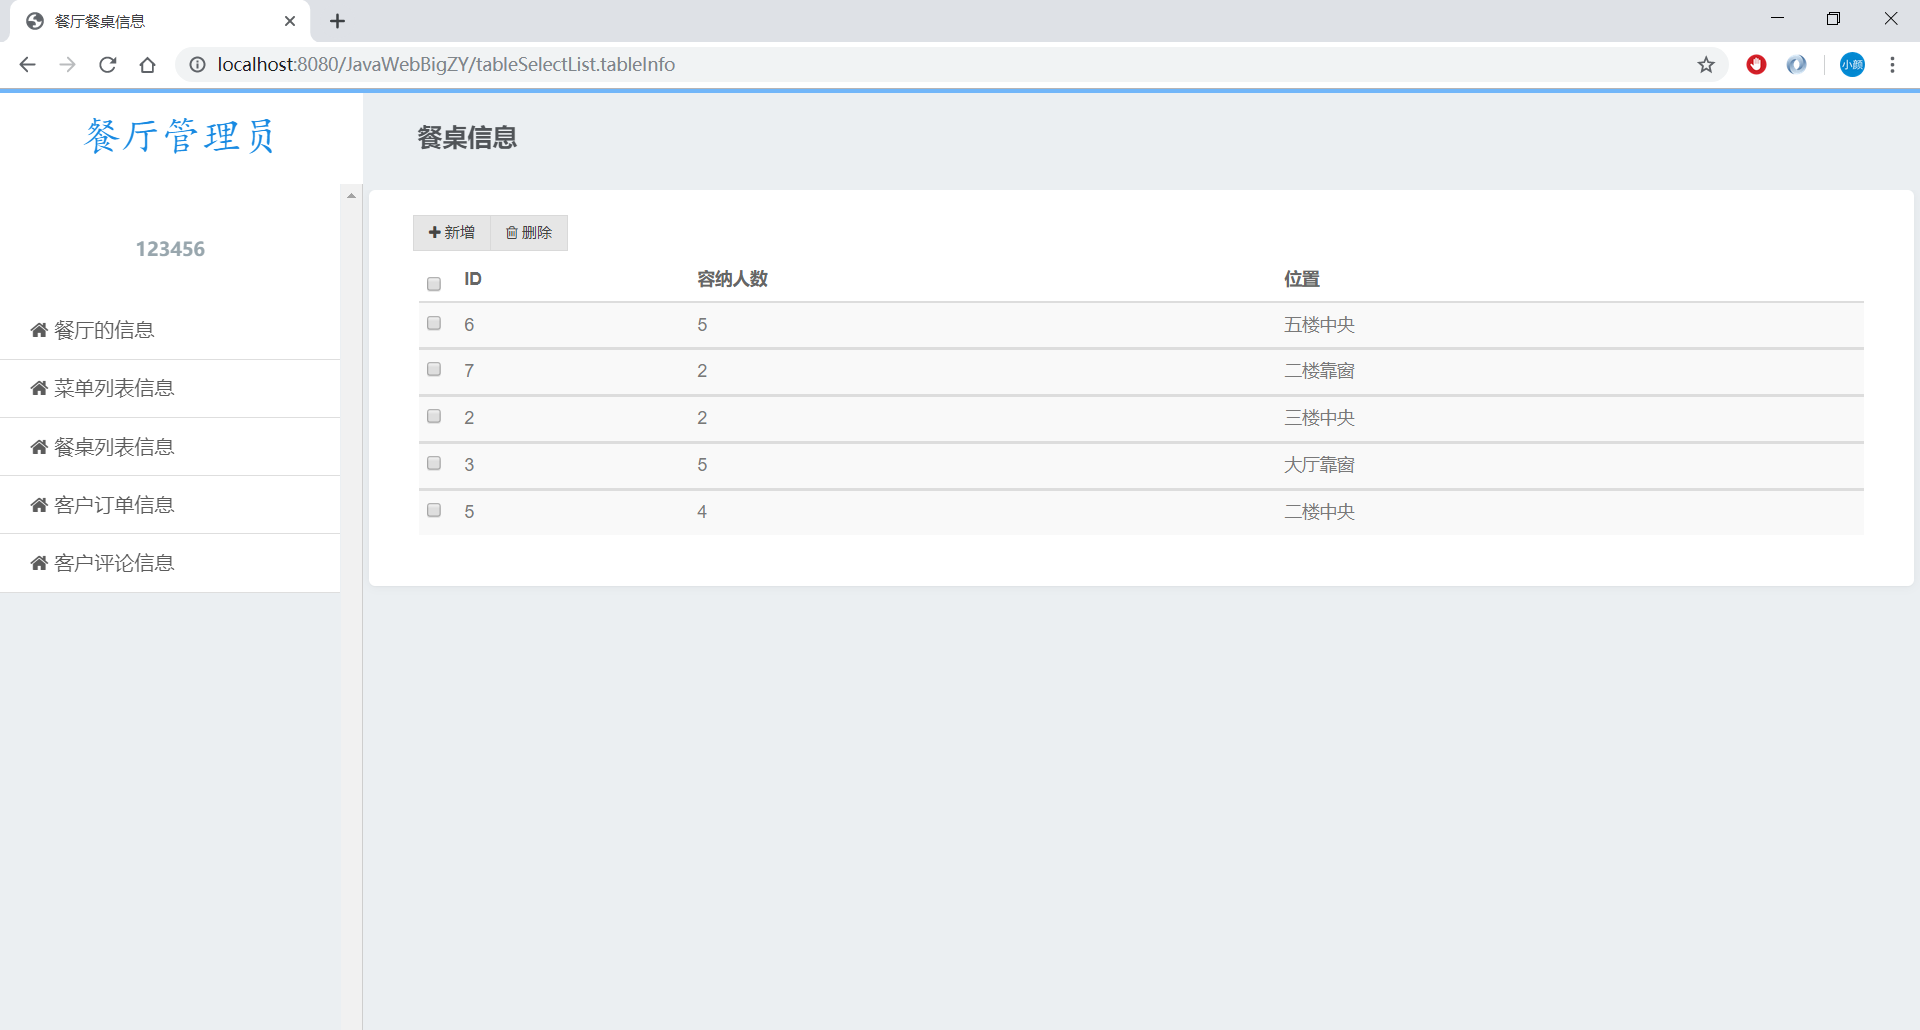 餐厅餐桌信息
localhost:8080/JavaWebBigZY/tableSelectList.tableInfo
小颜
餐厅管理员
123456
餐厅的信息
菜单列表信息
餐桌列表信息
客户订单信息
客户评论信息
餐桌信息
新增 删除
ID 容纳人数 位置
6 5 五楼中央
7 2 二楼靠窗
2 2 三楼中央
3 5 大厅靠窗
5 4 二楼中央